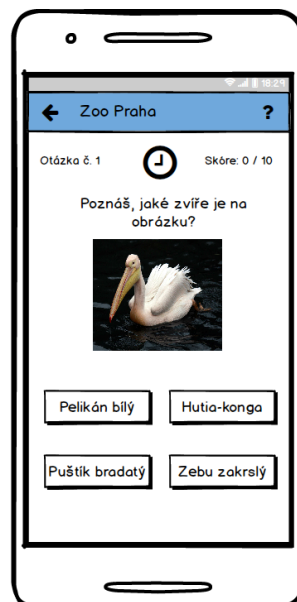 18:29
Zoo Praha ?
Otázka č. 1 Skóre: 0 / 10
Poznáš, jaké zvíře je na
obrázku?
Pelikán bílý Hutia-konga
Puštík bradatý Zebu zakrslý